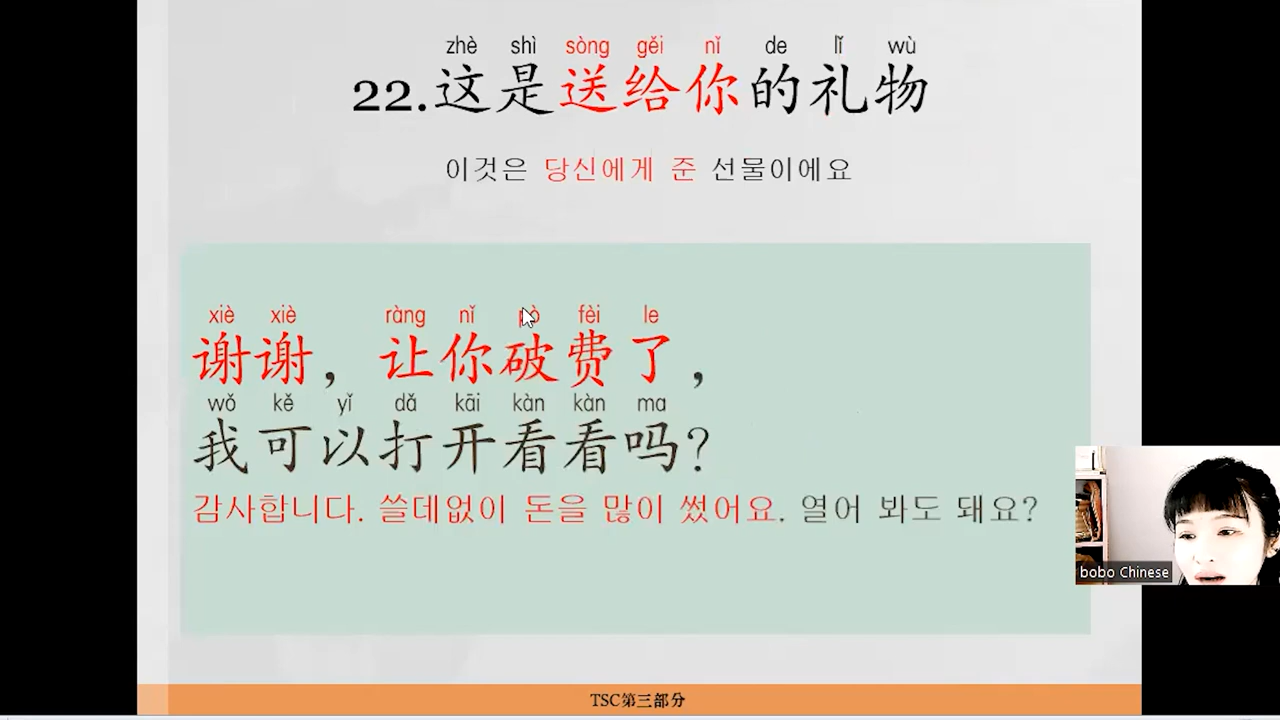 zhè shì sòng gěi nǐ de lǐ wù
22.这是送给你的礼物
이것은 당신에게 준 선물이에요
xiè xiè ràng nǐ pò fèi le
谢谢，让你破费了，
wǒ kě yǐ dǎ kāi kàn kàn ma
我可以打开看看吗?
감사합니다. 쓸데없이 돈을 많이 썼어요. 열어 봐도 돼요?
bobo Chinese
TSC第三部分